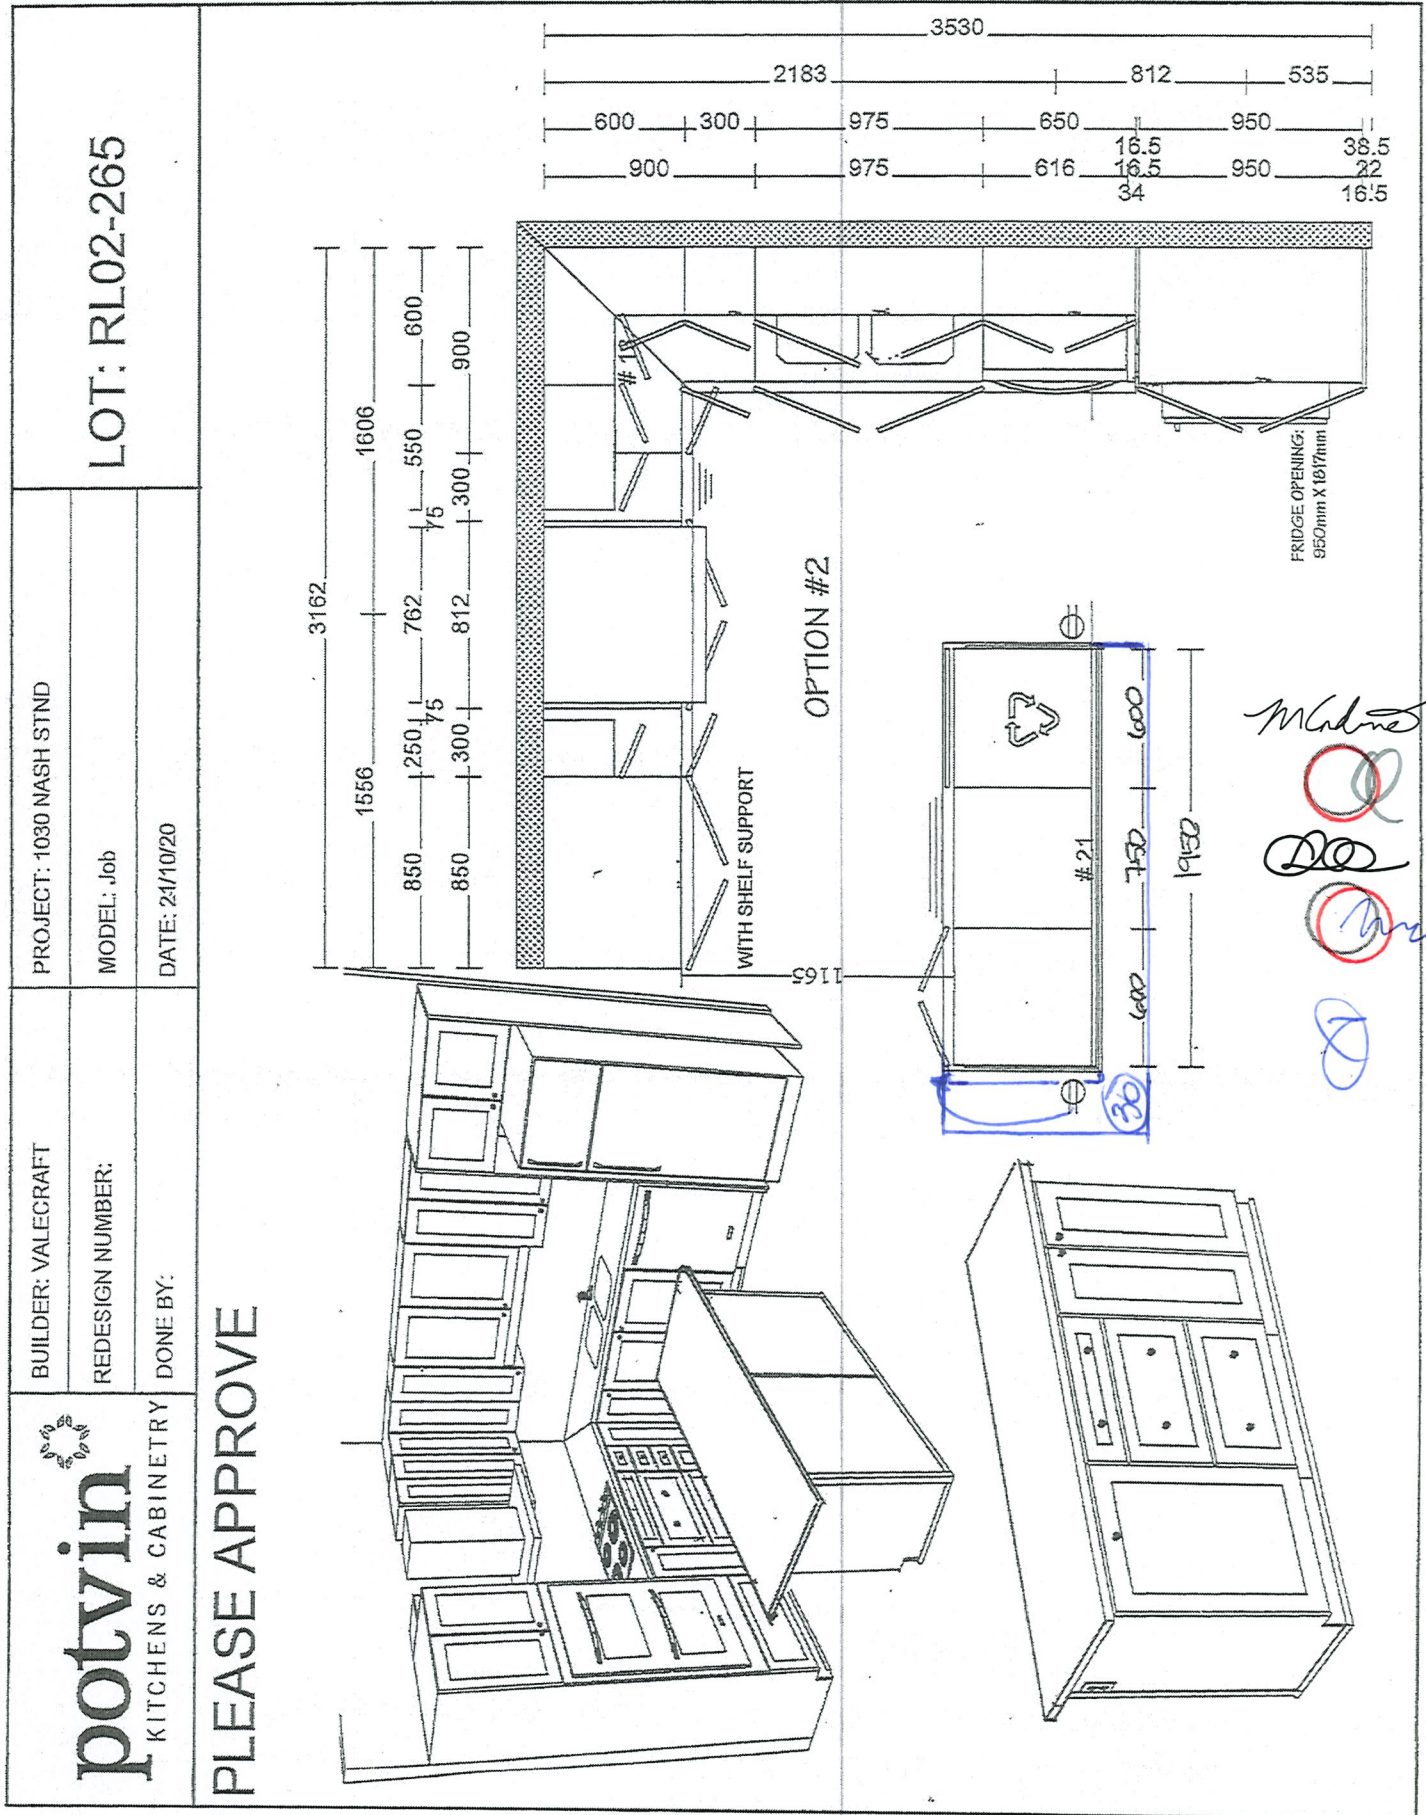 potvin
KITCHENS & CABINETRY
BUILDER: VALECRAFT
REDESIGN NUMBER:
DONE BY:
PROJECT: 1030 NASH STND
MODEL: Job
DATE: 21/10/20
LOT: RL02-265
PLEASE APPROVE
3162
1556 1606
850 250 75 762 75 550 600
850 300 812 300 900
3530
2183 812 535
600 300 975 650 16.5 950 38.5
900 975 616 16.5 950 22
34 16.5
# 1
WITH SHELF SUPPORT
OPTION #2
1165
FRIDGE OPENING:
950mm X 1817mm
# 21
600 750 600
1950
30